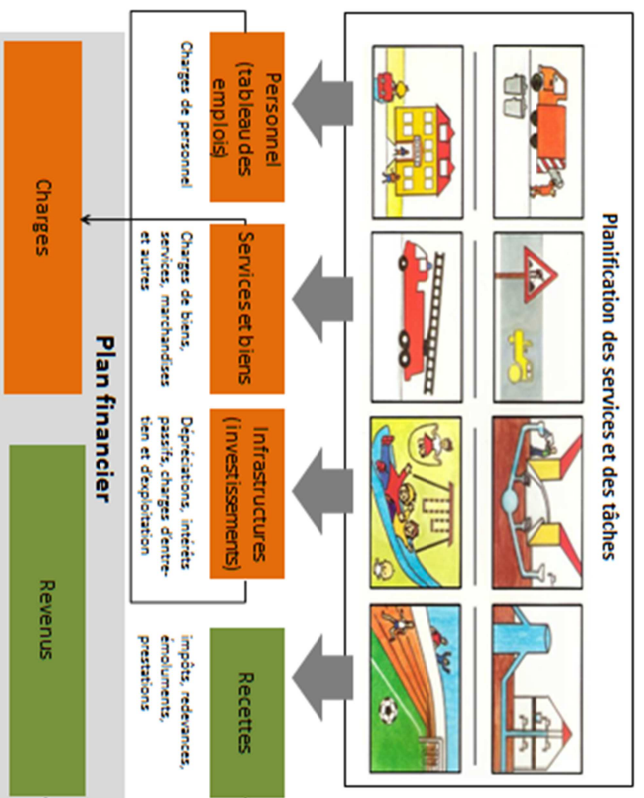 Planification des services et des tâches
Personnel
(tableau des
emplois)
Services et biens
Infrastructures
(investissements)
Recettes
Charges de personnel
Charges de biens,
services, marchandises
et autres
Dépréciations, intérêts
passifs, charges d'entre-
tien et d'exploitation
impôts, redevances,
émoluments,
prestations
Plan financier
Charges
Revenus